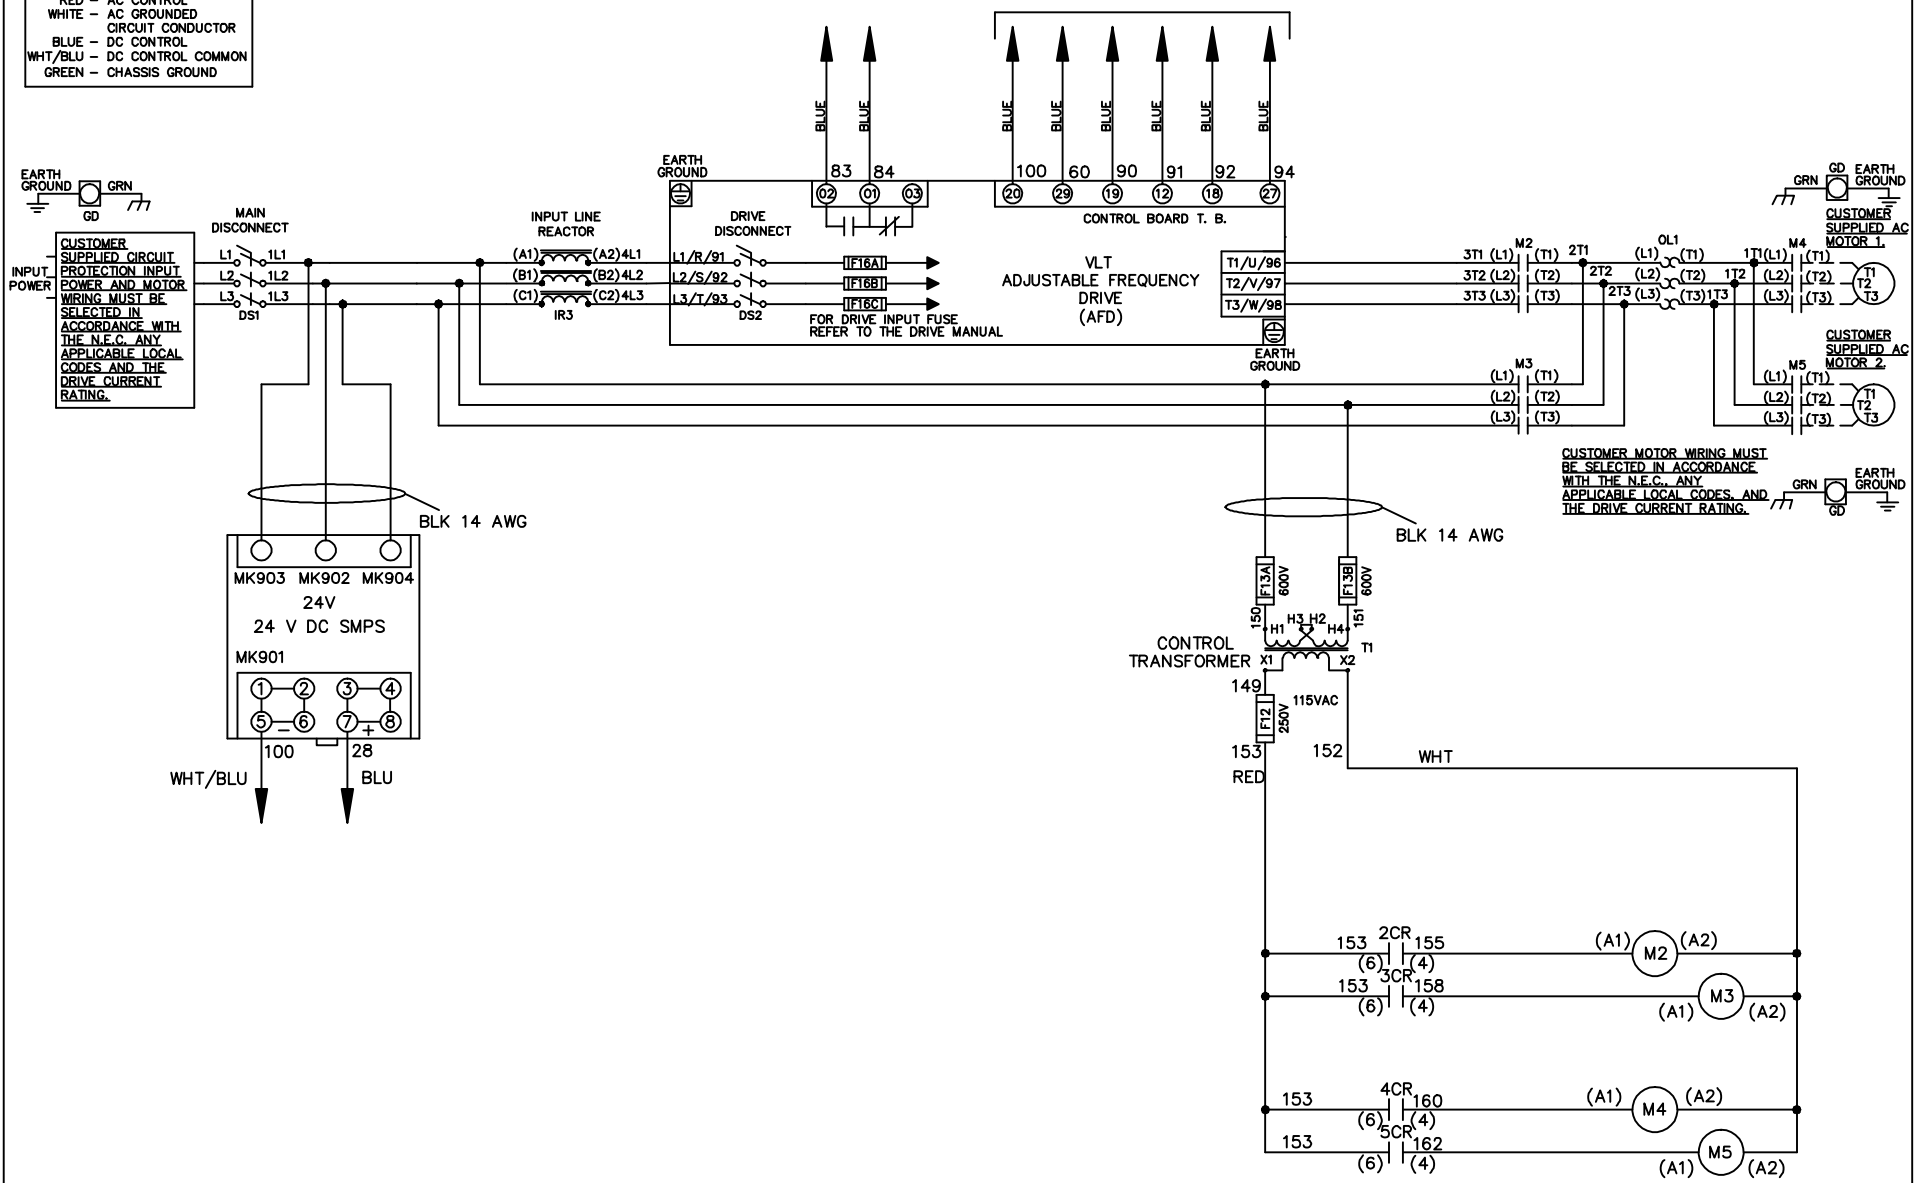 RED – AC CONTROL
WHITE – AC GROUNDED
CIRCUIT CONDUCTOR
BLUE – DC CONTROL
WHT/BLU – DC CONTROL COMMON
GREEN – CHASSIS GROUND
BLUE
BLUE
BLUE
BLUE
BLUE
BLUE
BLUE
BLUE
EARTH
GROUND
GRN
GD
MAIN
DISCONNECT
INPUT LINE
REACTOR
EARTH
GROUND
DRIVE
DISCONNECT
83 84
02 01 03
100 60 90 91 92 94
20 29 19 12 18 27
CONTROL BOARD T. B.
GD EARTH
GRN GROUND
CUSTOMER
SUPPLIED AC
MOTOR 1.
INPUT
POWER
CUSTOMER
SUPPLIED CIRCUIT
PROTECTION INPUT
POWER AND MOTOR
WIRING MUST BE
SELECTED IN
ACCORDANCE WITH
THE N.E.C. ANY
APPLICABLE LOCAL
CODES AND THE
DRIVE CURRENT
RATING.
L1 1L1
L2 1L2
L3 1L3
DS1
(A1) (A2) 4L1
(B1) (B2) 4L2
(C1) (C2) 4L3
IR3
L1/R/91
L2/S/92
L3/T/93
DS2
F16A
F16B
F16C
FOR DRIVE INPUT FUSE
REFER TO THE DRIVE MANUAL
VLT
ADJUSTABLE FREQUENCY
DRIVE
(AFD)
T1/U/96
T2/V/97
T3/W/98
EARTH
GROUND
M2
3T1 (L1) (T1) 2T1
3T2 (L2) (T2) 2T2
3T3 (L3) (T3) 2T3
OL1
(L1) (T1) 1T1
(L2) (T2) 1T2
(L3) (T3) 1T3
M4
(L1) (T1)
(L2) (T2)
(L3) (T3)
T1
T2
T3
M3
(L1) (T1)
(L2) (T2)
(L3) (T3)
CUSTOMER
SUPPLIED AC
MOTOR 2.
M5
(L1) (T1)
(L2) (T2)
(L3) (T3)
T1
T2
T3
CUSTOMER MOTOR WIRING MUST
BE SELECTED IN ACCORDANCE
WITH THE N.E.C., ANY
APPLICABLE LOCAL CODES, AND
THE DRIVE CURRENT RATING.
EARTH
GRN GROUND
GD
BLK 14 AWG
BLK 14 AWG
MK903 MK902 MK904
24V
24 V DC SMPS
MK901
1 2 3 4
5 6 7 8
– +
100 28
WHT/BLU BLU
F13A
600V
F13B
600V
150
151
H1 H3 H2 H4
T1
CONTROL
TRANSFORMER
X1 X2
149
F12
250V
115VAC
153 152
RED
WHT
2CR
153 155
(6) (4)
(A1) M2 (A2)
3CR
153 158
(6) (4)
(A1) M3 (A2)
4CR
153 160
(6) (4)
(A1) M4 (A2)
5CR
153 162
(6) (4)
(A1) M5 (A2)